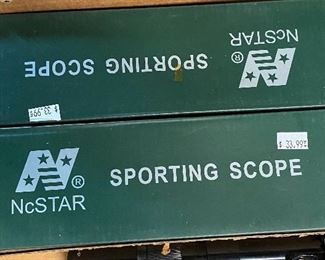 NcSTAR
®
SPORTING SCOPE
$ 33.99¢
$ 33.99¢
®
SPORTING SCOPE
NcSTAR